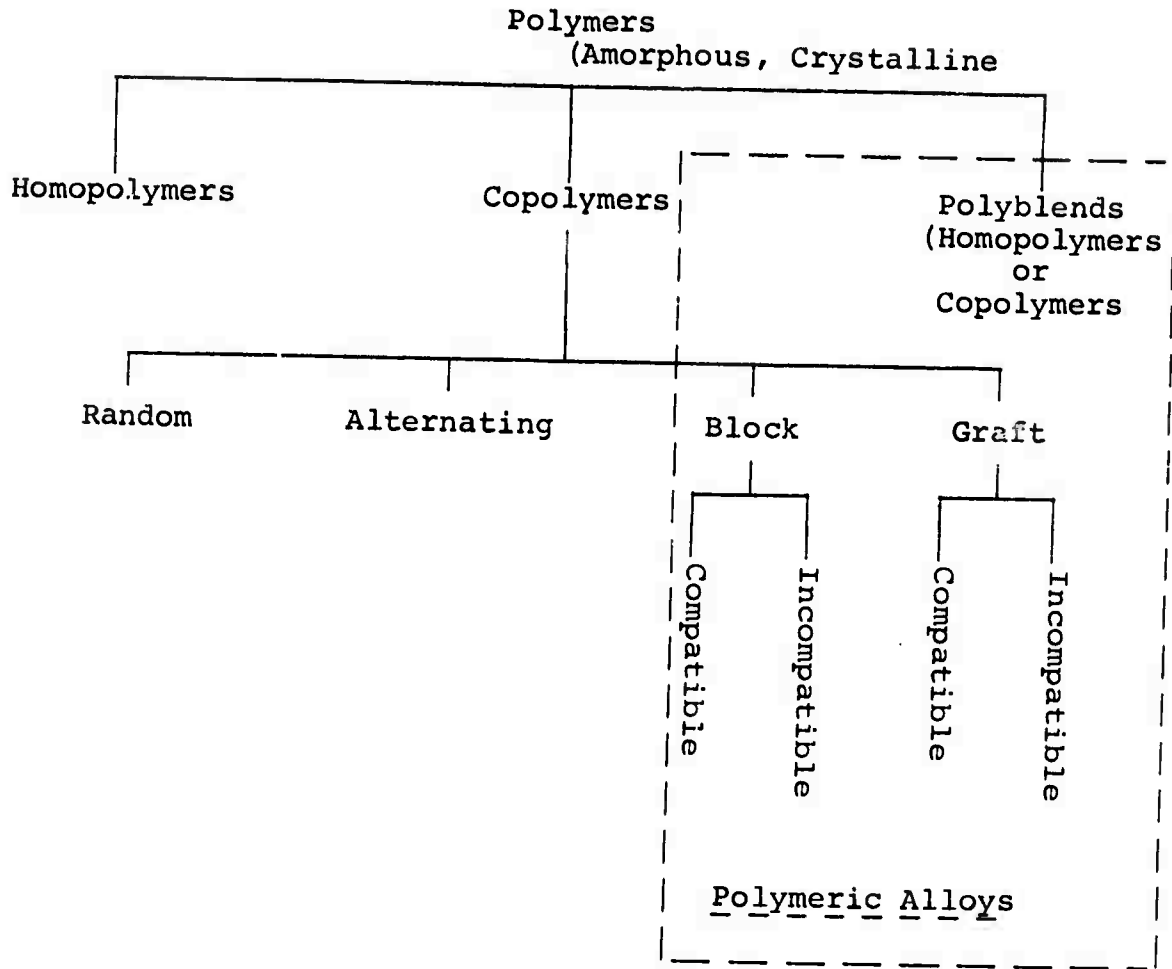 Polymers
(Amorphous, Crystalline
Homopolymers
Copolymers
Polyblends
(Homopolymers
or
Copolymers
Random
Alternating
Block
Graft
Compatible
Incompatible
Compatible
Incompatible
Polymeric Alloys